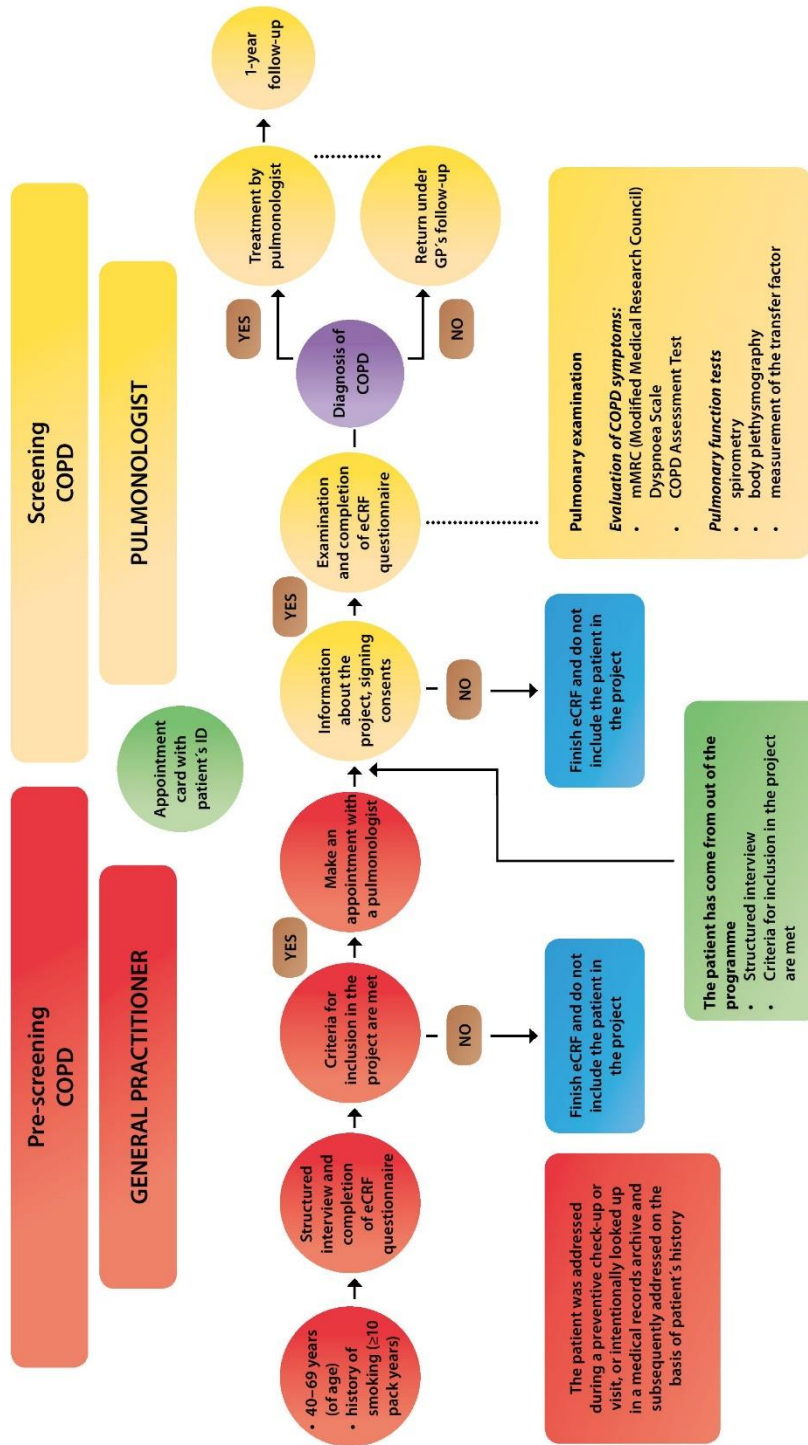 Pre-screening
COPD
Screening
COPD
GENERAL PRACTITIONER
PULMONOLOGIST
Appointment
card with
patient´s ID
• 40–69 years
(of age)
• history of
smoking (≥10
pack years)
Structured
interview and
completion
of eCRF
questionnaire
Criteria for
inclusion in the
project are met
YES
NO
Make an
appointment with
a pulmonologist
Information
about the
project, signing
consents
YES
NO
Examination
and completion
of eCRF
questionnaire
Diagnosis of
COPD
YES
NO
Treatment by
pulmonologist
1-year
follow-up
Return under
GP´s follow-up
The patient was addressed
during a preventive check-up or
visit, or intentionally looked up
in a medical records archive and
subsequently addressed on the
basis of patient´s history
Finish eCRF and do not
include the patient in
the project
Finish eCRF and do not
include the patient in
the project
The patient has come from out of the
programme
• Structured interview
• Criteria for inclusion in the project
are met
Pulmonary examination
Evaluation of COPD symptoms:
• mMRC (Modified Medical Research Council)
Dyspnoea Scale
• COPD Assessment Test
Pulmonary function tests
• spirometry
• body plethysmography
• measurement of the transfer factor